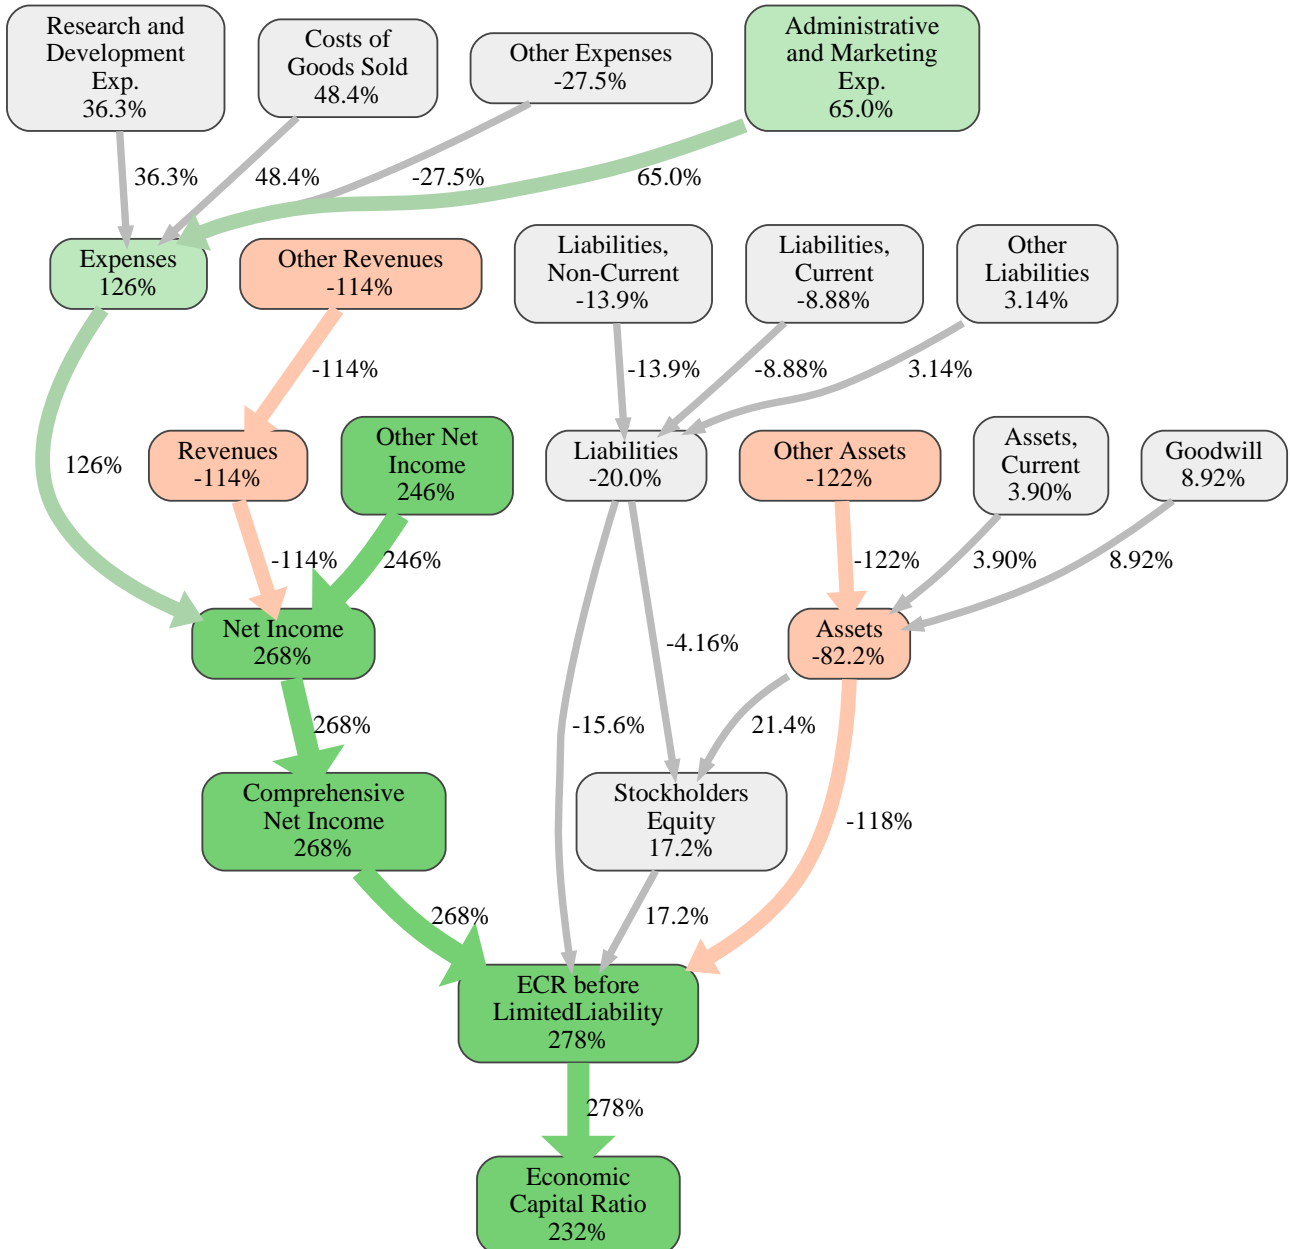 Research and
Development
Exp.
36.3%
Costs of
Goods Sold
48.4%
Other Expenses
-27.5%
Administrative
and Marketing
Exp.
65.0%
36.3%
48.4%
-27.5%
65.0%
Expenses
126%
Other Revenues
-114%
Liabilities,
Non-Current
-13.9%
Liabilities,
Current
-8.88%
Other
Liabilities
3.14%
-114%
-13.9%
-8.88%
3.14%
126%
Revenues
-114%
Other Net
Income
246%
Liabilities
-20.0%
Other Assets
-122%
Assets,
Current
3.90%
Goodwill
8.92%
-114%
246%
-122%
3.90%
8.92%
Net Income
268%
-4.16%
Assets
-82.2%
268%
-15.6%
21.4%
Comprehensive
Net Income
268%
Stockholders
Equity
17.2%
-118%
268%
17.2%
ECR before
LimitedLiability
278%
278%
Economic
Capital Ratio
232%